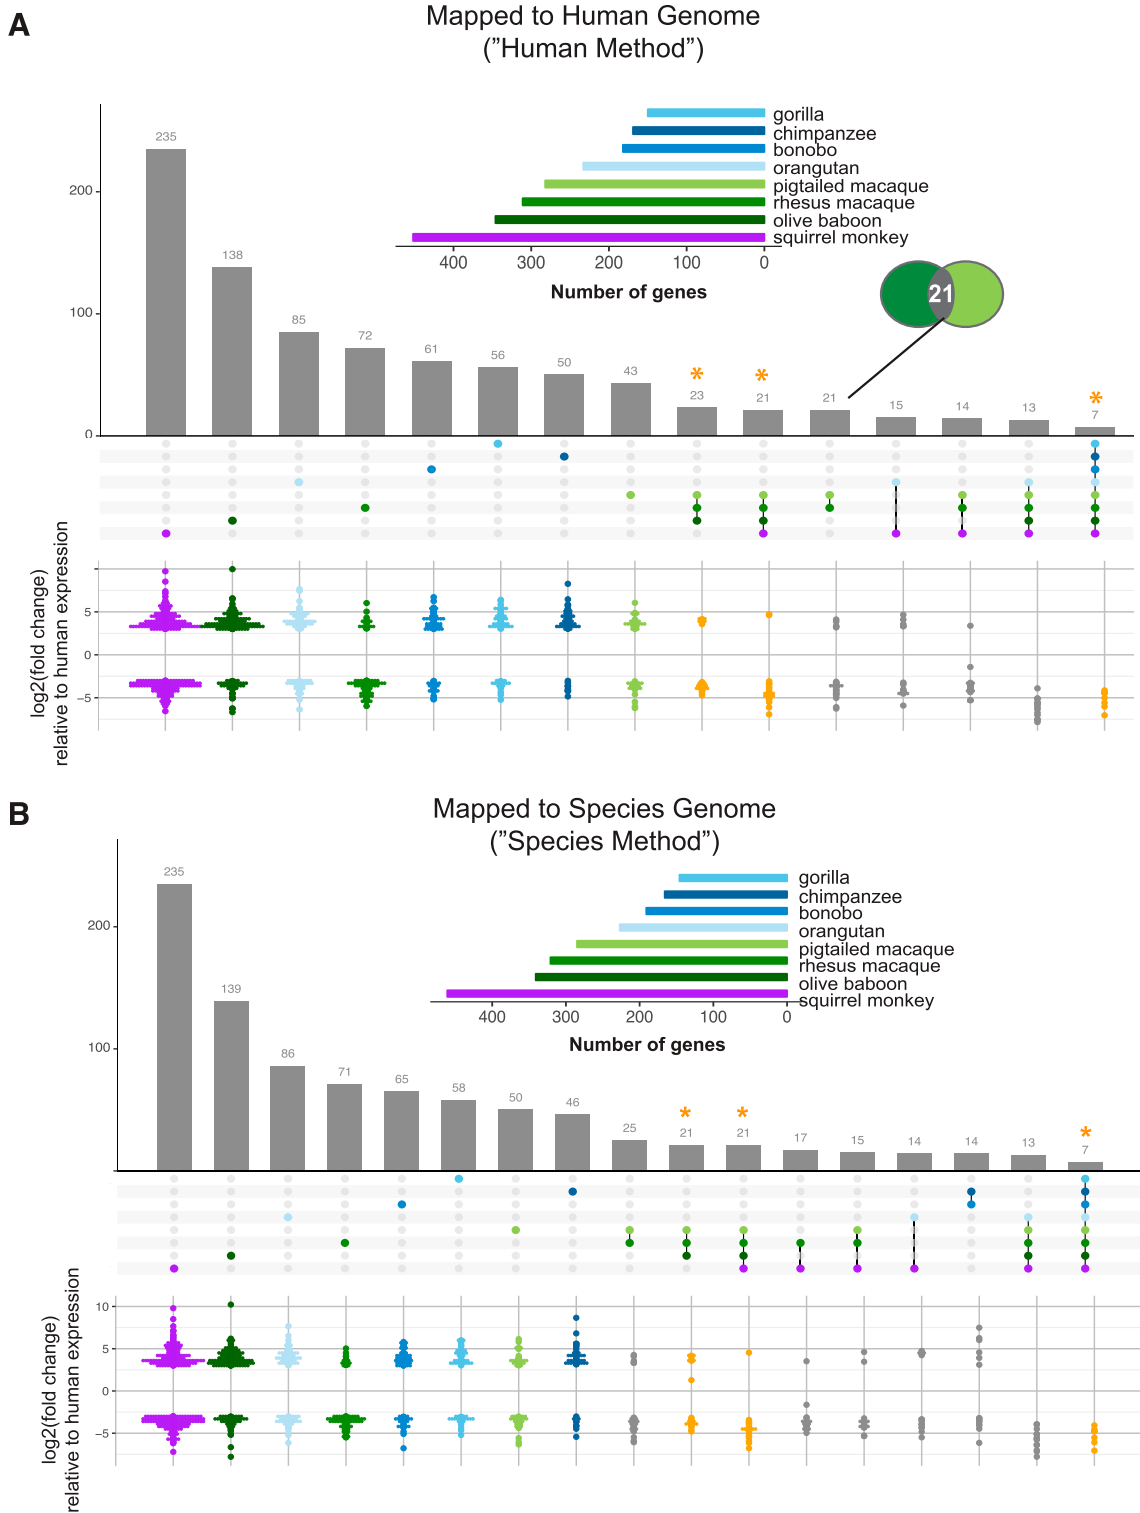 A
Mapped to Human Genome
(”Human Method”)
235
138
85
72
61
56
50
43
23
21
21
15
14
13
7
200
100
0
*
*
*
gorilla
chimpanzee
bonobo
orangutan
pigtailed macaque
rhesus macaque
olive baboon
squirrel monkey
400 300 200 100 0
Number of genes
21
log2(fold change)
relative to human expression
5
0
−5
B
Mapped to Species Genome
(”Species Method”)
235
139
86
71
65
58
50
46
25
21
21
17
15
14
14
13
7
200
100
*
*
*
gorilla
chimpanzee
bonobo
orangutan
pigtailed macaque
rhesus macaque
olive baboon
squirrel monkey
400 300 200 100 0
Number of genes
log2(fold change)
relative to human expression
10
5
0
−5